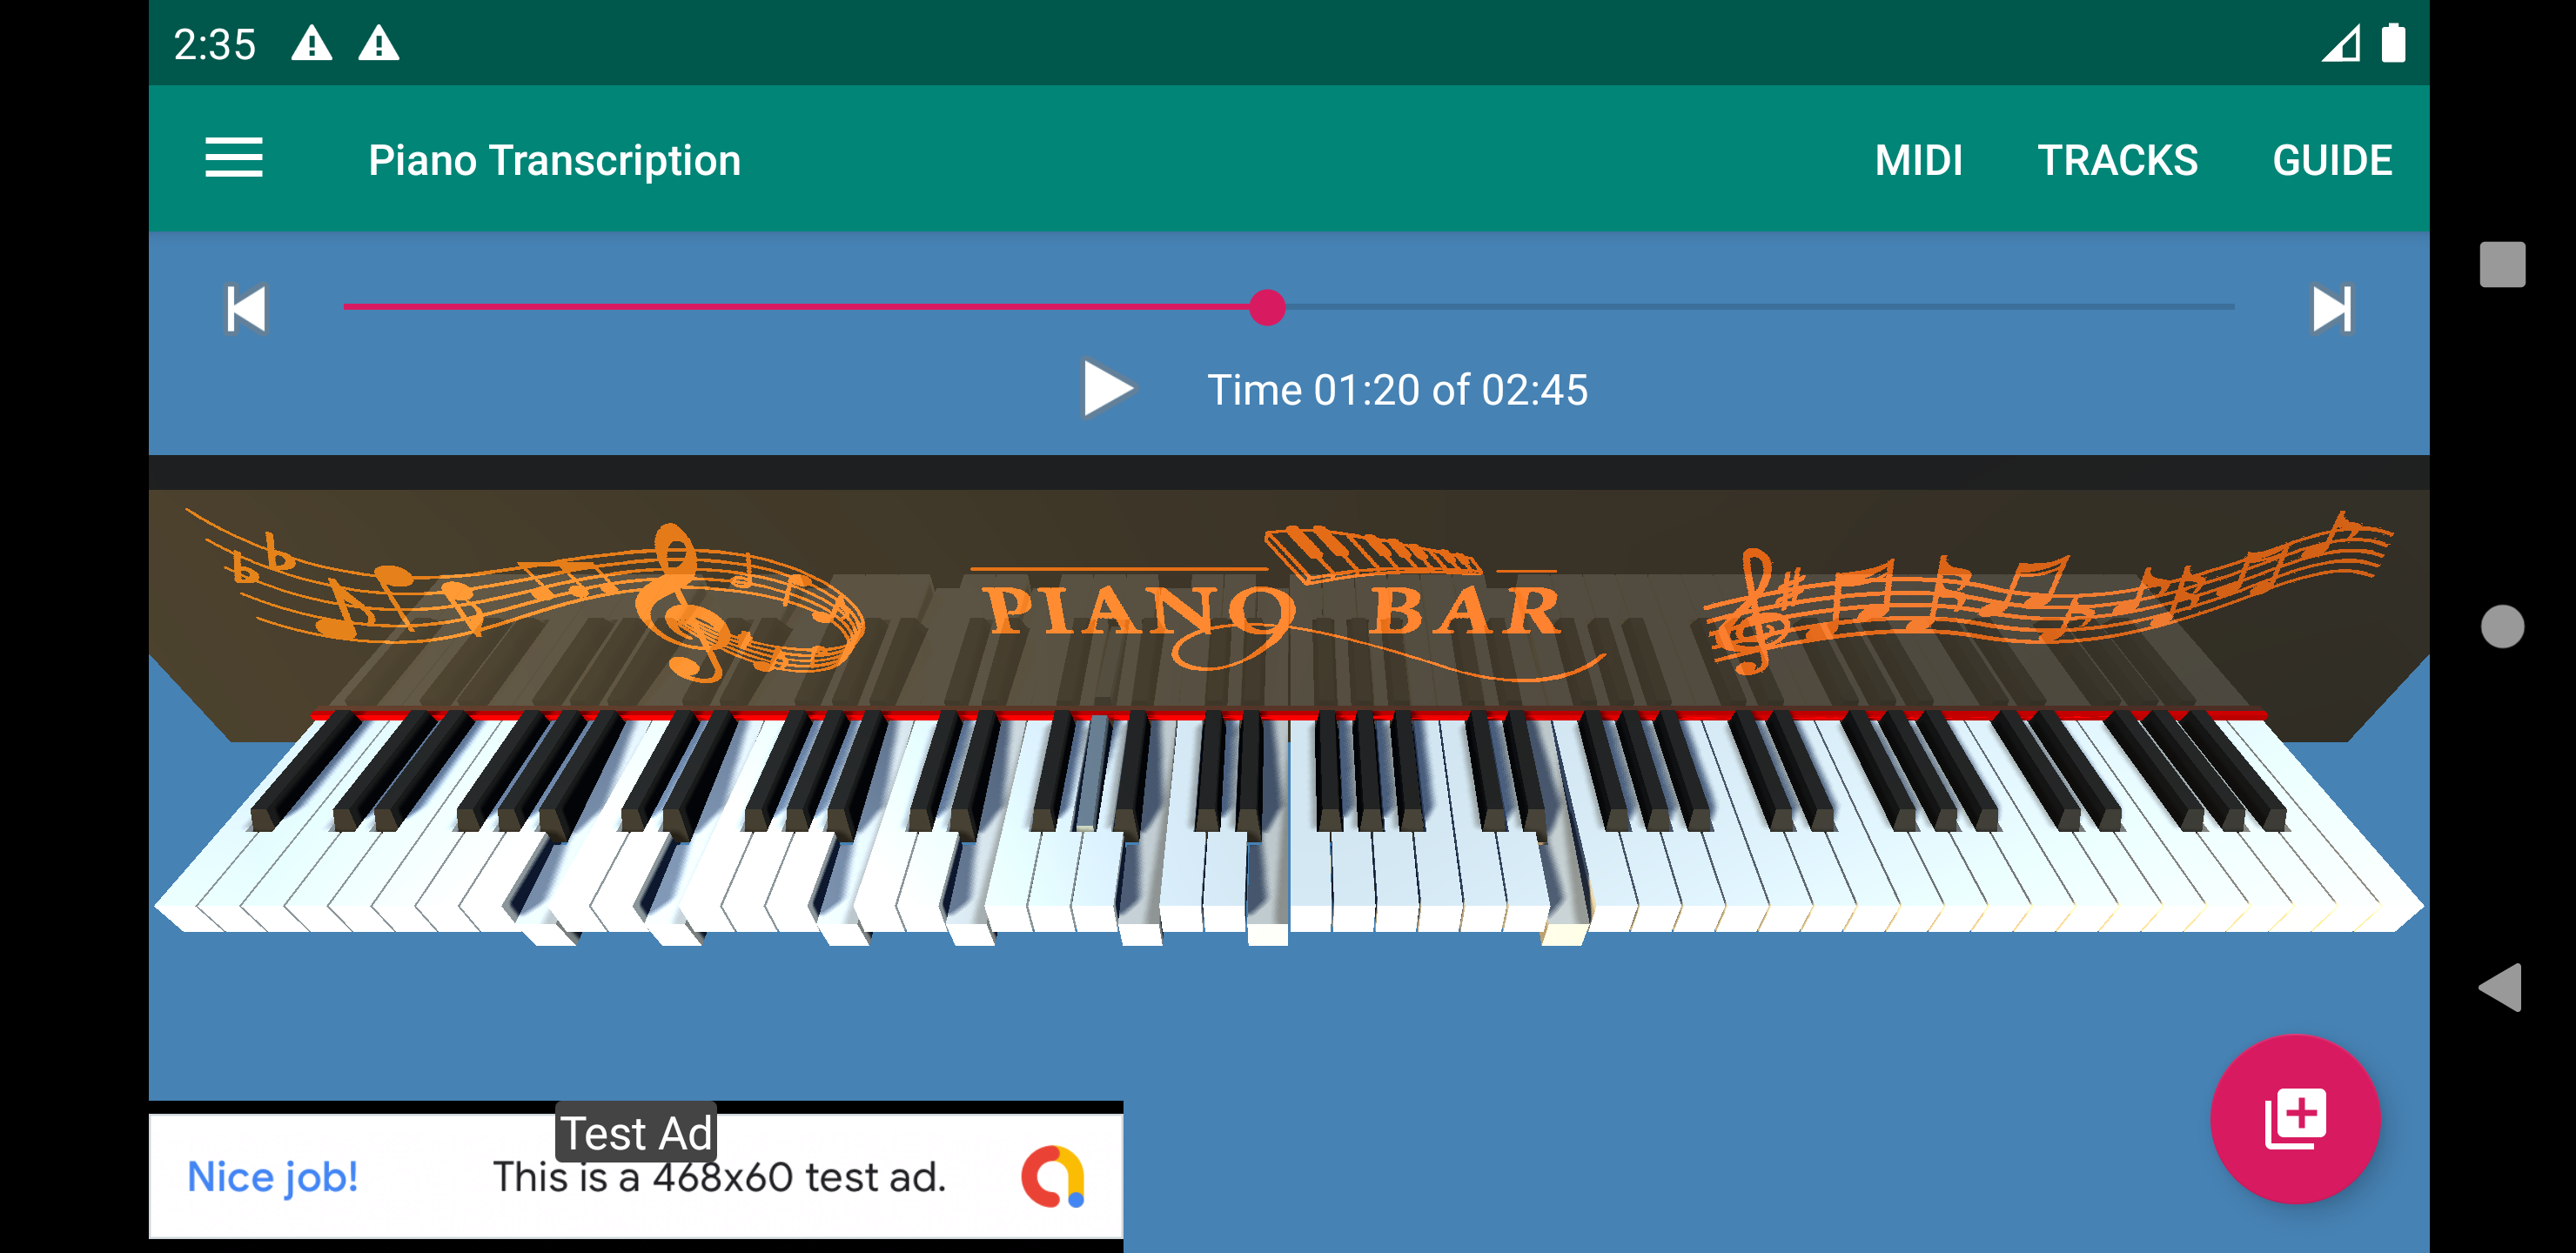 2:35
Piano Transcription
MIDI
TRACKS
GUIDE
Time 01:20 of 02:45
PIANO BAR
Test Ad
Nice job!
This is a 468x60 test ad.